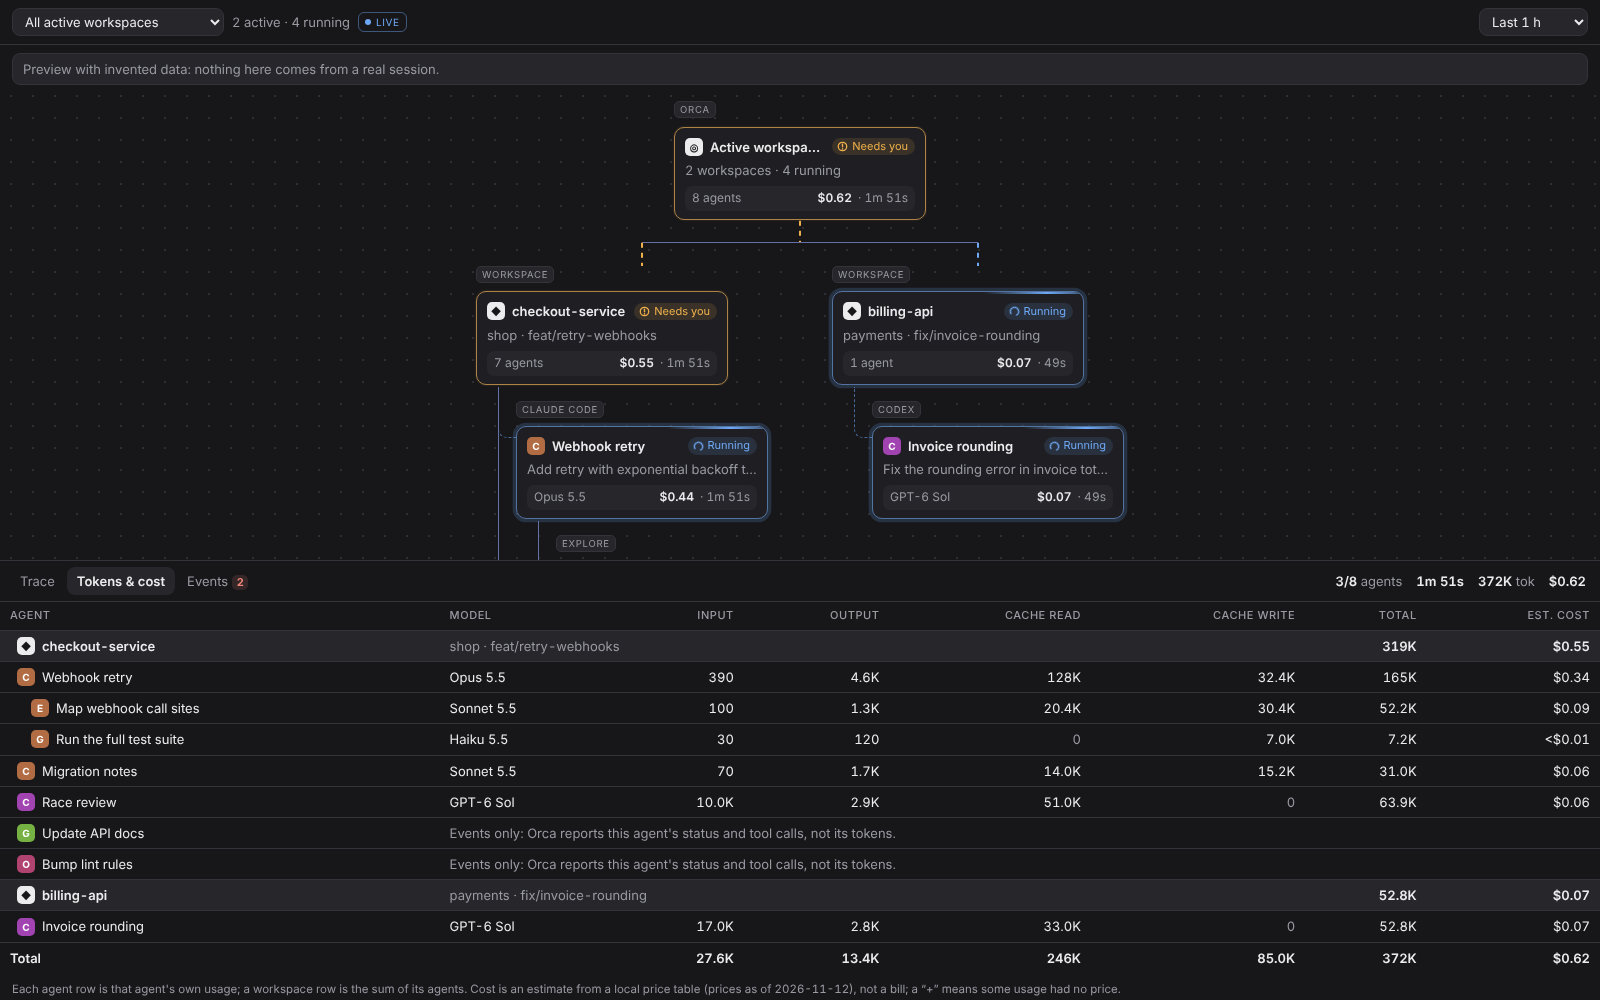 All active workspaces 2 active · 4 running LIVE Last 1 h
Preview with invented data: nothing here comes from a real session.
ORCA
Active workspa... Needs you
2 workspaces · 4 running
8 agents $0.62 · 1m 51s
WORKSPACE
checkout-service Needs you
shop · feat/retry-webhooks
7 agents $0.55 · 1m 51s
WORKSPACE
billing-api Running
payments · fix/invoice-rounding
1 agent $0.07 · 49s
CLAUDE CODE
C Webhook retry Running
Add retry with exponential backoff t...
Opus 5.5 $0.44 · 1m 51s
CODEX
C Invoice rounding Running
Fix the rounding error in invoice tot...
GPT-6 Sol $0.07 · 49s
EXPLORE
Trace Tokens & cost Events 2 3/8 agents 1m 51s 372K tok $0.62
AGENT MODEL INPUT OUTPUT CACHE READ CACHE WRITE TOTAL EST. COST
checkout-service shop · feat/retry-webhooks 319K $0.55
C Webhook retry Opus 5.5 390 4.6K 128K 32.4K 165K $0.34
E Map webhook call sites Sonnet 5.5 100 1.3K 20.4K 30.4K 52.2K $0.09
G Run the full test suite Haiku 5.5 30 120 0 7.0K 7.2K <$0.01
C Migration notes Sonnet 5.5 70 1.7K 14.0K 15.2K 31.0K $0.06
C Race review GPT-6 Sol 10.0K 2.9K 51.0K 0 63.9K $0.06
G Update API docs Events only: Orca reports this agent's status and tool calls, not its tokens.
O Bump lint rules Events only: Orca reports this agent's status and tool calls, not its tokens.
billing-api payments · fix/invoice-rounding 52.8K $0.07
C Invoice rounding GPT-6 Sol 17.0K 2.8K 33.0K 0 52.8K $0.07
Total 27.6K 13.4K 246K 85.0K 372K $0.62
Each agent row is that agent's own usage; a workspace row is the sum of its agents. Cost is an estimate from a local price table (prices as of 2026-11-12), not a bill; a “+” means some usage had no price.